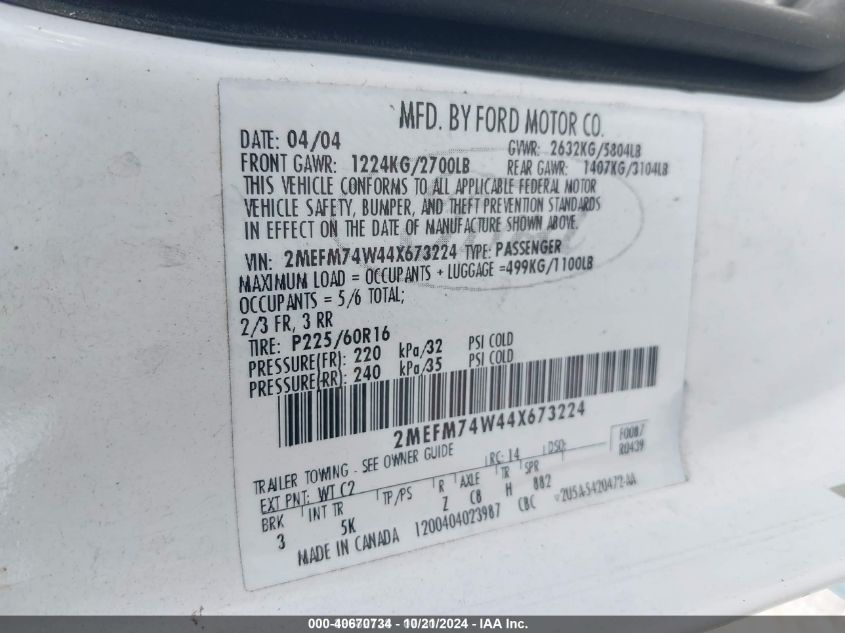 MFD. BY FORD MOTOR CO.
DATE: 04/04 GVWR: 2632KG/5804LB
FRONT GAWR: 1224KG/2700LB REAR GAWR: 1407KG/3104LB
THIS VEHICLE CONFORMS TO ALL APPLICABLE FEDERAL MOTOR
VEHICLE SAFETY, BUMPER, AND THEFT PREVENTION STANDARDS
IN EFFECT ON THE DATE OF MANUFACTURE SHOWN ABOVE.
VIN: 2MEFM74W44X673224 TYPE: PASSENGER
MAXIMUM LOAD = OCCUPANTS + LUGGAGE =499KG/1100LB
OCCUPANTS = 5/6 TOTAL;
2/3 FR, 3 RR
TIRE: P225/60R16
PRESSURE(FR): 220 kPa/32 PSI COLD
PRESSURE(RR): 240 kPa/35 PSI COLD
2MEFM74W44X673224
TRAILER TOWING - SEE OWNER GUIDE RC: 14 DSO: F0087
EXT PNT: WT C2 R0439
BRK INT TR TP/PS R AXLE TR SPR
3 5K Z C8 H 882
MADE IN CANADA 1200404023987 CBC 2U5A-5420472-AA
000-40670734 - 10/21/2024 - IAA Inc.